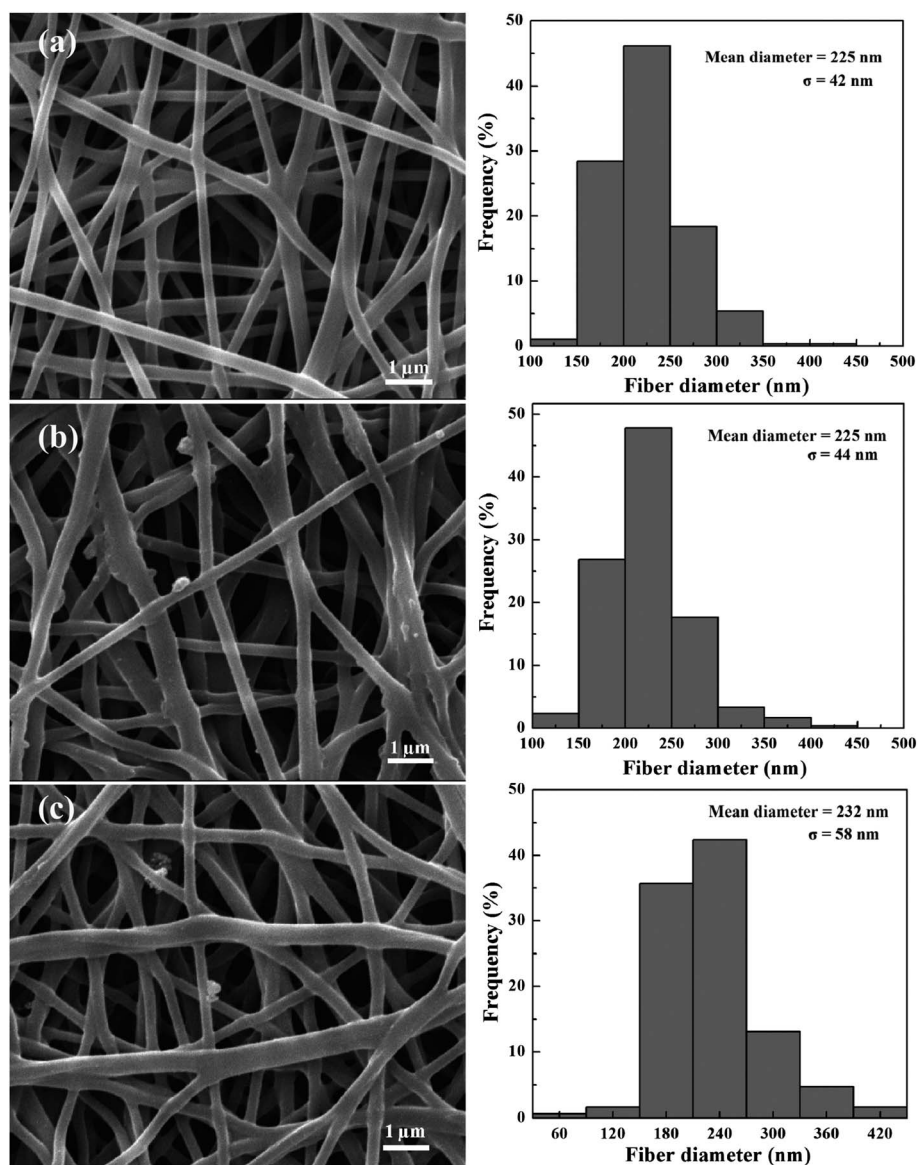 (a)
1 µm
50
40
30
20
10
0
Frequency (%)
Mean diameter = 225 nm
σ = 42 nm
100 150 200 250 300 350 400 450 500
Fiber diameter (nm)
(b)
1 µm
50
40
30
20
10
0
Frequency (%)
Mean diameter = 225 nm
σ = 44 nm
100 150 200 250 300 350 400 450 500
Fiber diameter (nm)
(c)
1 µm
50
40
30
20
10
0
Frequency (%)
Mean diameter = 232 nm
σ = 58 nm
60 120 180 240 300 360 420
Fiber diameter (nm)